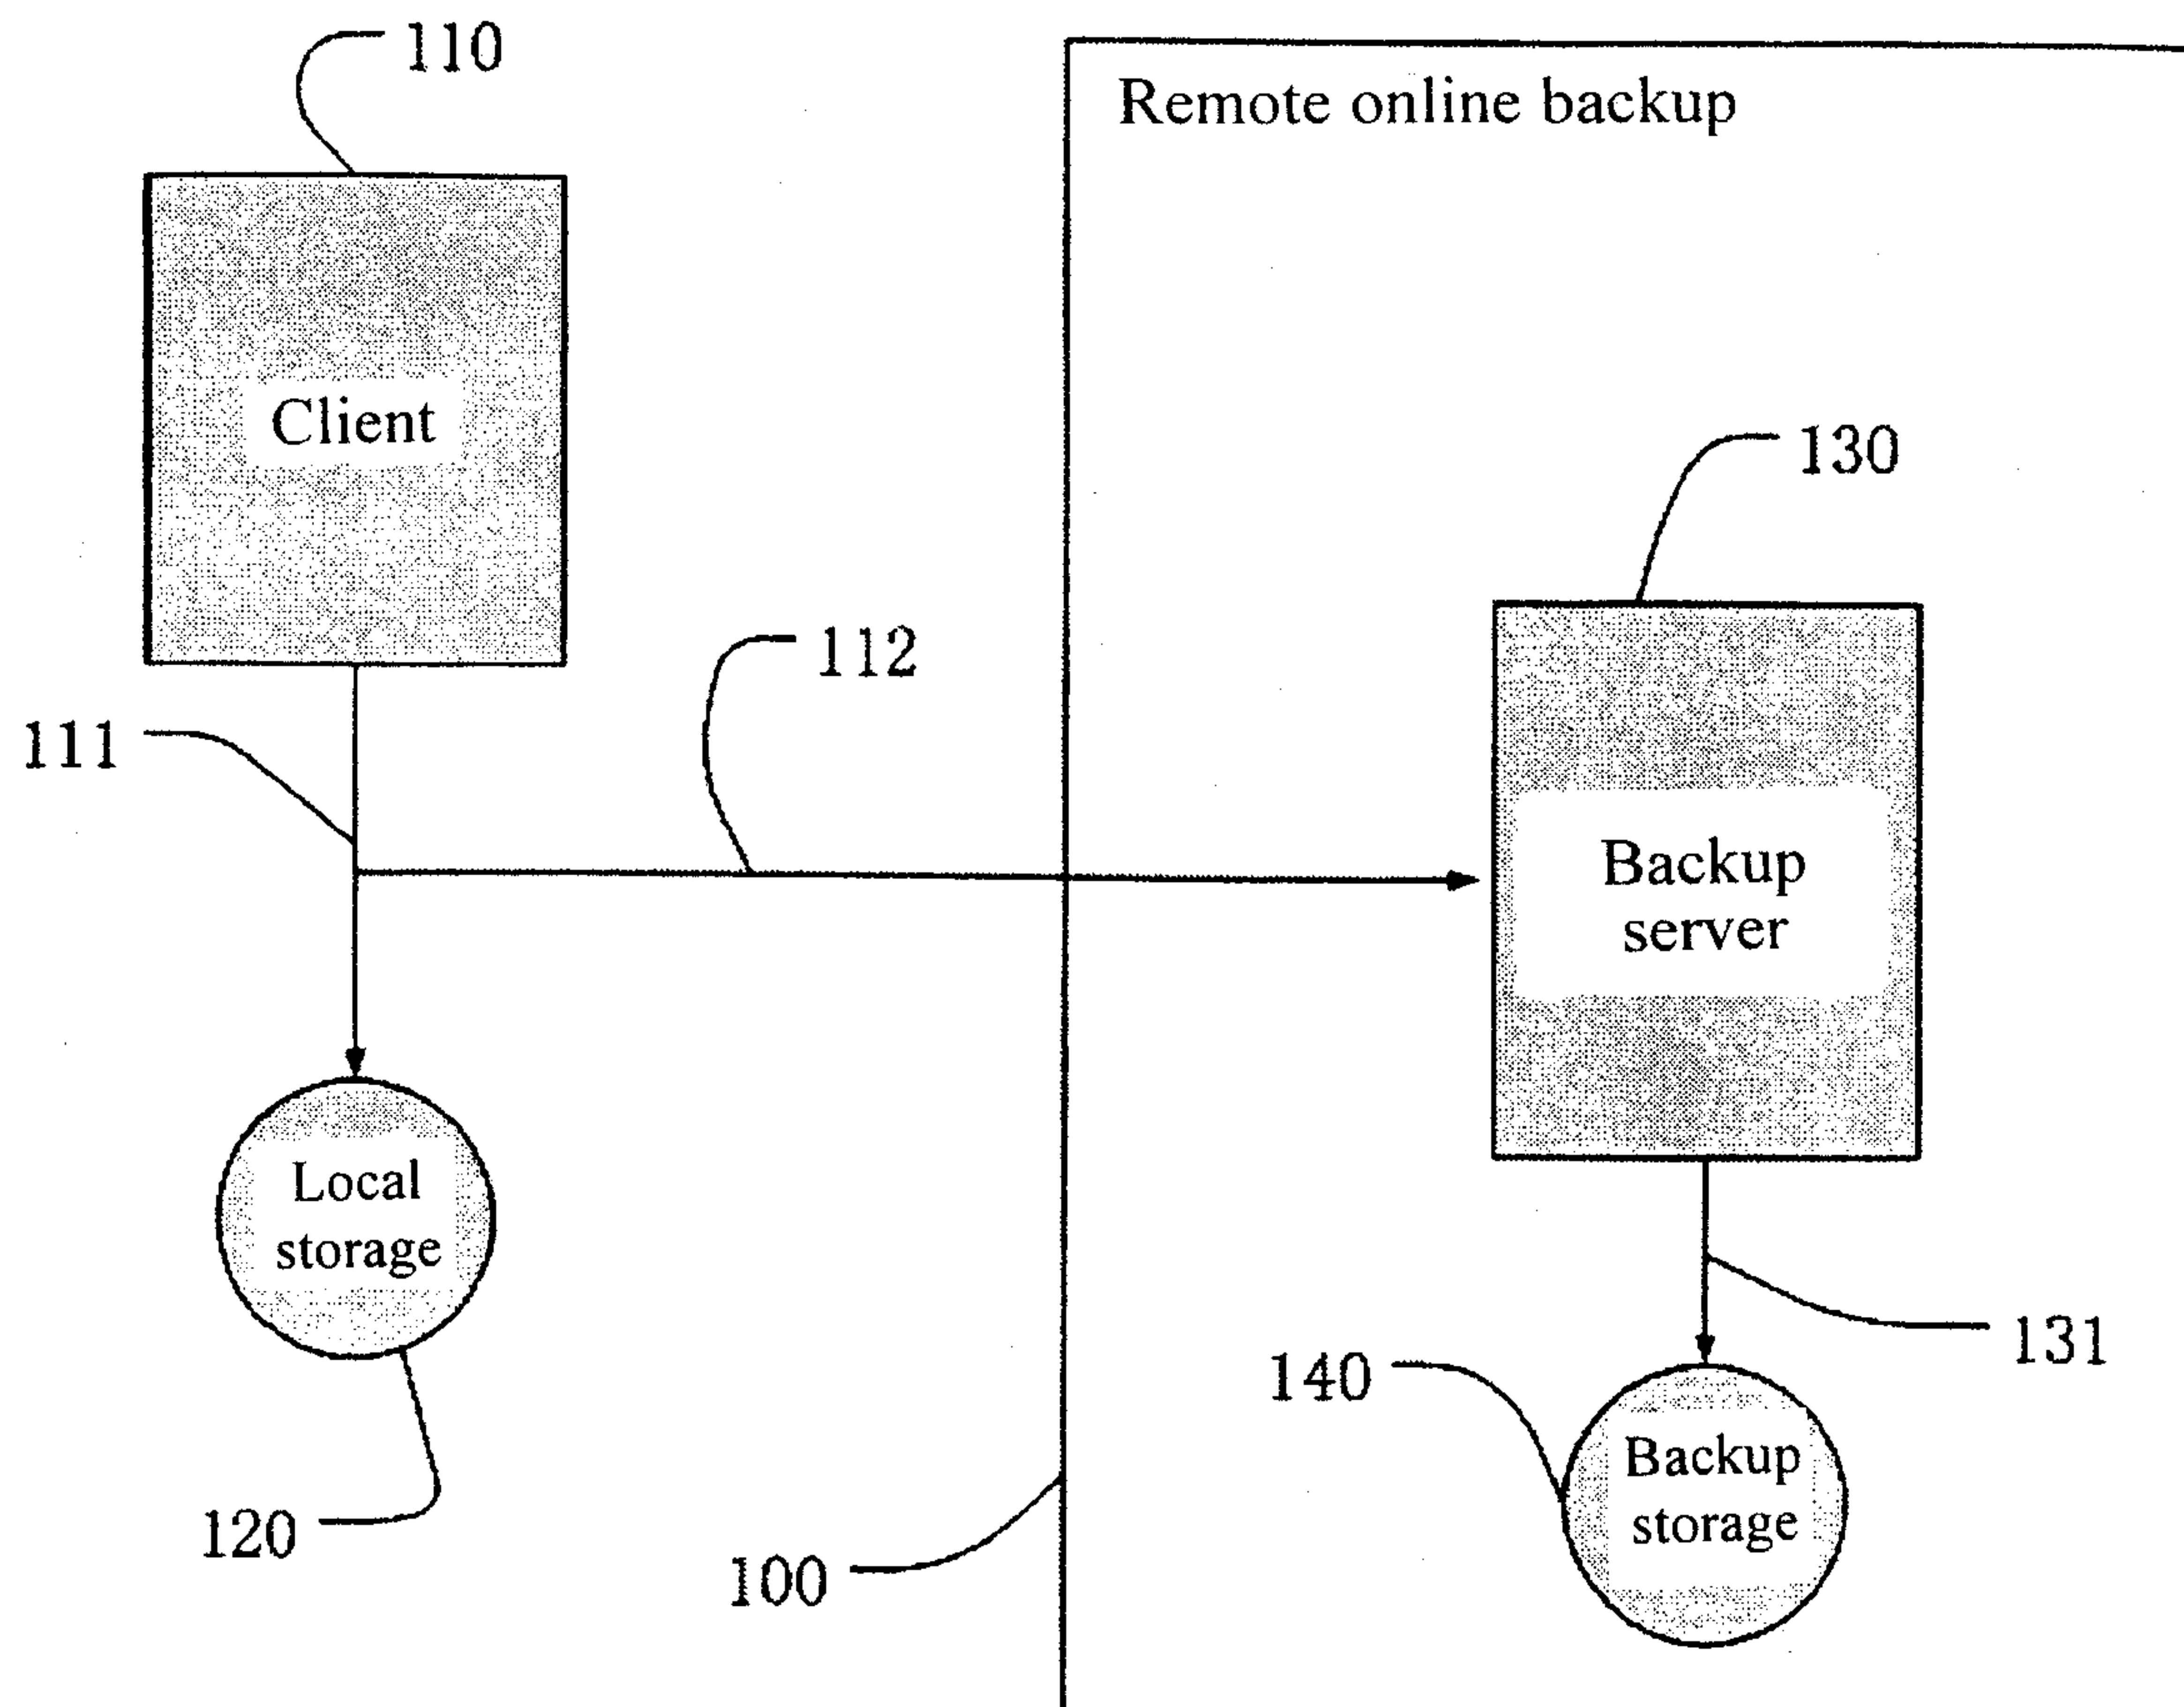 110
Remote online backup
Client
130
112
111
Backup
server
Local
storage
131
140
Backup
storage
120
100